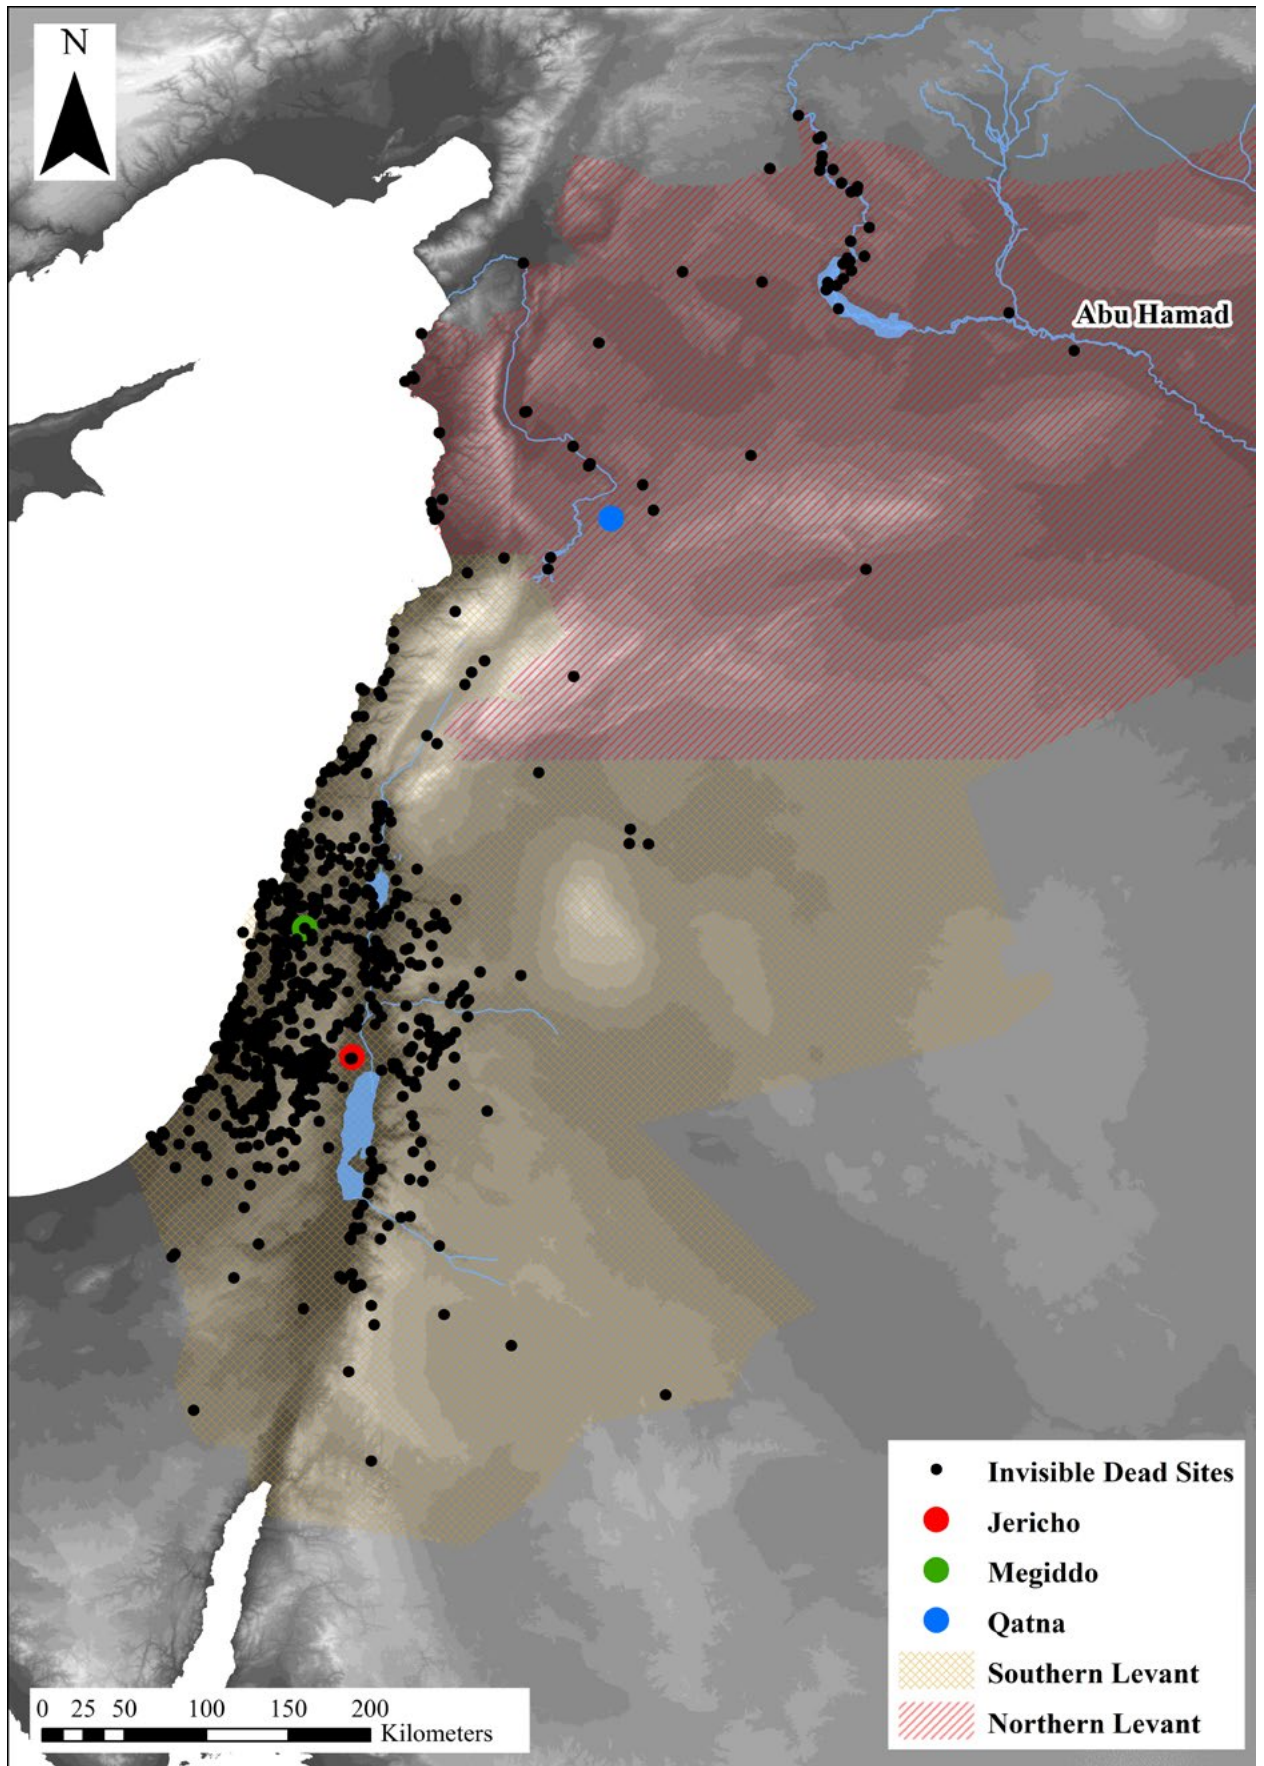 N
Abu Hamad
Invisible Dead Sites
Jericho
Megiddo
Qatna
Southern Levant
Northern Levant
0 25 50 100 150 200
Kilometers